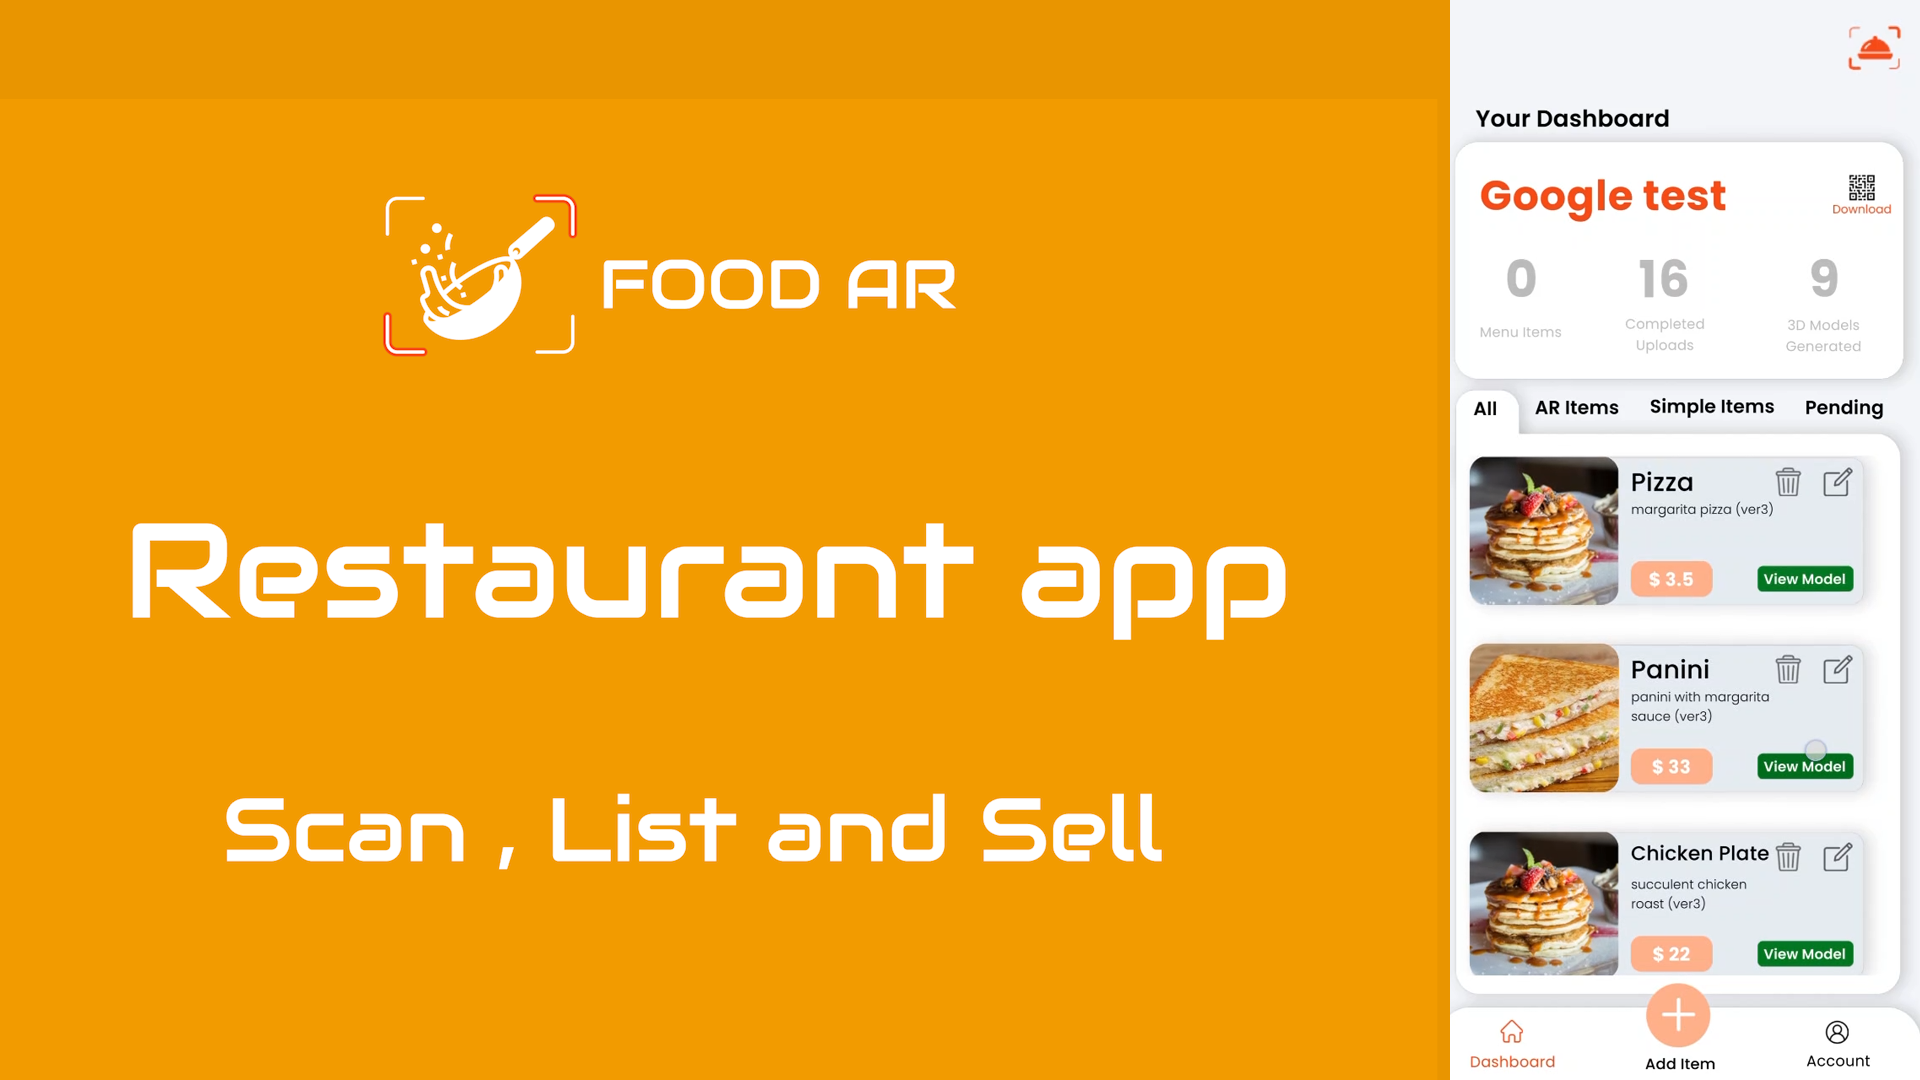 FOOD AR
Restaurant app
Scan , List and Sell
Your Dashboard
Google test
Download
0
16
9
Menu Items
Completed
Uploads
3D Models
Generated
All
AR Items
Simple Items
Pending
Pizza
margarita pizza (ver3)
$ 3.5
View Model
Panini
panini with margarita
sauce (ver3)
$ 33
View Model
Chicken Plate
succulent chicken
roast (ver3)
$ 22
View Model
Dashboard
Add Item
Account